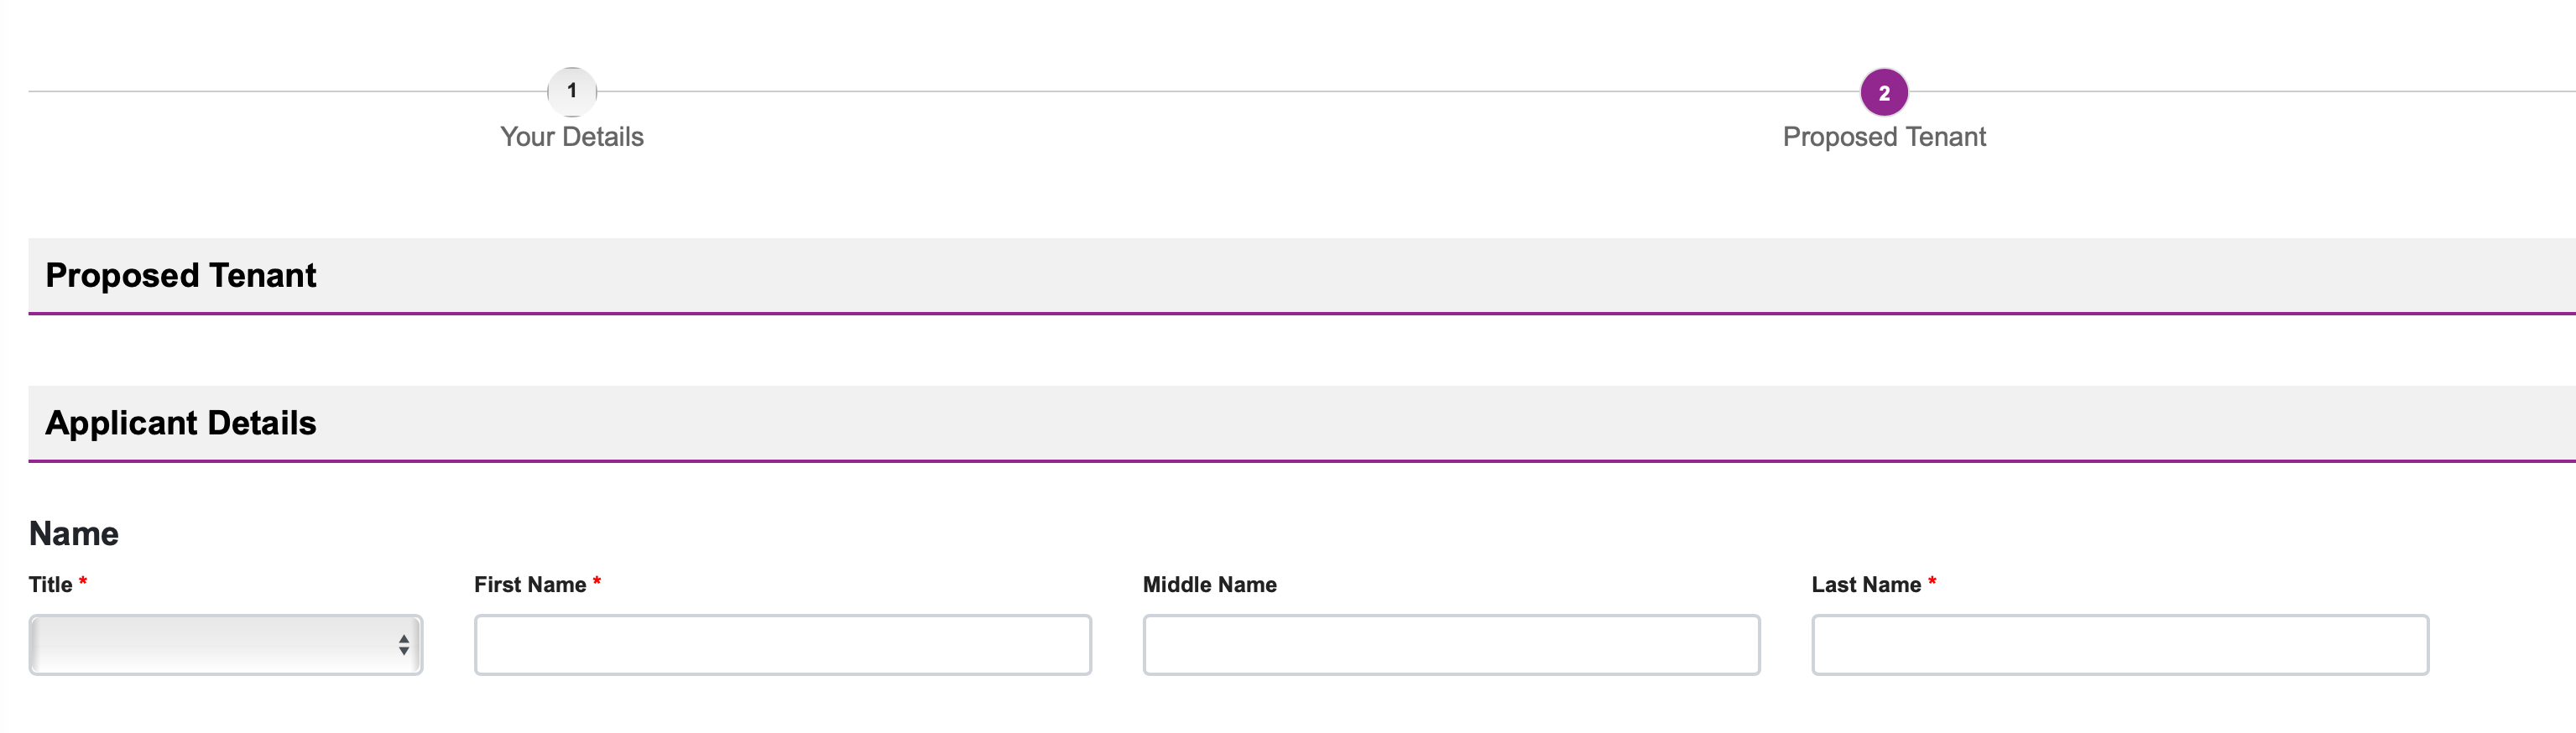 1
Your Details
2
Proposed Tenant
Proposed Tenant
Applicant Details
Name
Title *
First Name *
Middle Name
Last Name *